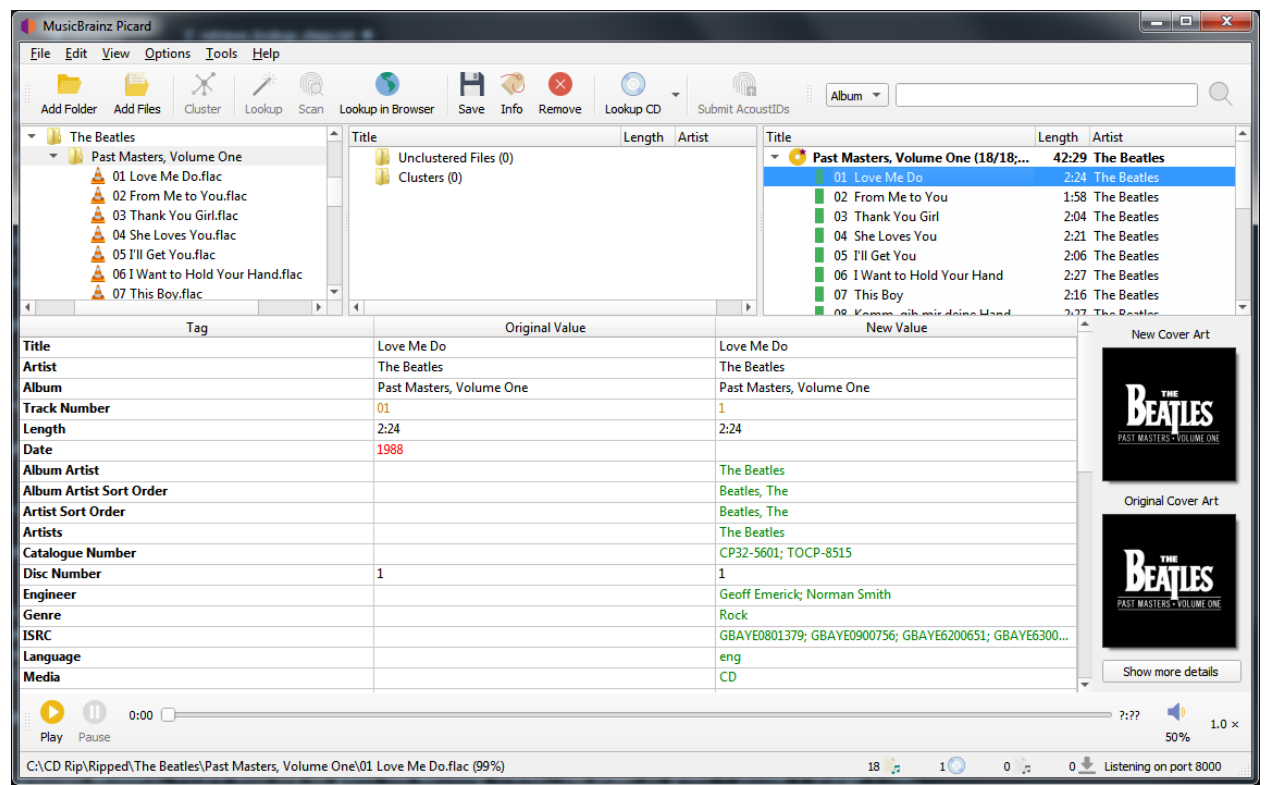 MusicBrainz Picard
File Edit View Options Tools Help
Add Folder Add Files Cluster Lookup Scan Lookup in Browser Save Info Remove Lookup CD Submit AcoustIDs Album
The Beatles
Past Masters, Volume One
01 Love Me Do.flac
02 From Me to You.flac
03 Thank You Girl.flac
04 She Loves You.flac
05 I'll Get You.flac
06 I Want to Hold Your Hand.flac
07 This Boy.flac
Title Length Artist
Unclustered Files (0)
Clusters (0)
Title Length Artist
Past Masters, Volume One (18/18;... 42:29 The Beatles
01 Love Me Do 2:24 The Beatles
02 From Me to You 1:58 The Beatles
03 Thank You Girl 2:04 The Beatles
04 She Loves You 2:21 The Beatles
05 I'll Get You 2:06 The Beatles
06 I Want to Hold Your Hand 2:27 The Beatles
07 This Boy 2:16 The Beatles
08 Komm, gib mir deine Hand 2:27 The Beatles
Tag Original Value New Value
Title Love Me Do Love Me Do
Artist The Beatles The Beatles
Album Past Masters, Volume One Past Masters, Volume One
Track Number 01 1
Length 2:24 2:24
Date 1988
Album Artist The Beatles
Album Artist Sort Order Beatles, The
Artist Sort Order Beatles, The
Artists The Beatles
Catalogue Number CP32-5601; TOCP-8515
Disc Number 1 1
Engineer Geoff Emerick; Norman Smith
Genre Rock
ISRC GBAYE0801379; GBAYE0900756; GBAYE6200651; GBAYE6300...
Language eng
Media CD
New Cover Art
THE
BEATLES
PAST MASTERS • VOLUME ONE
Original Cover Art
THE
BEATLES
PAST MASTERS • VOLUME ONE
Show more details
Play Pause 0:00 ?:?? 50% 1.0 ×
C:\CD Rip\Ripped\The Beatles\Past Masters, Volume One\01 Love Me Do.flac (99%) 18 1 0 0 Listening on port 8000